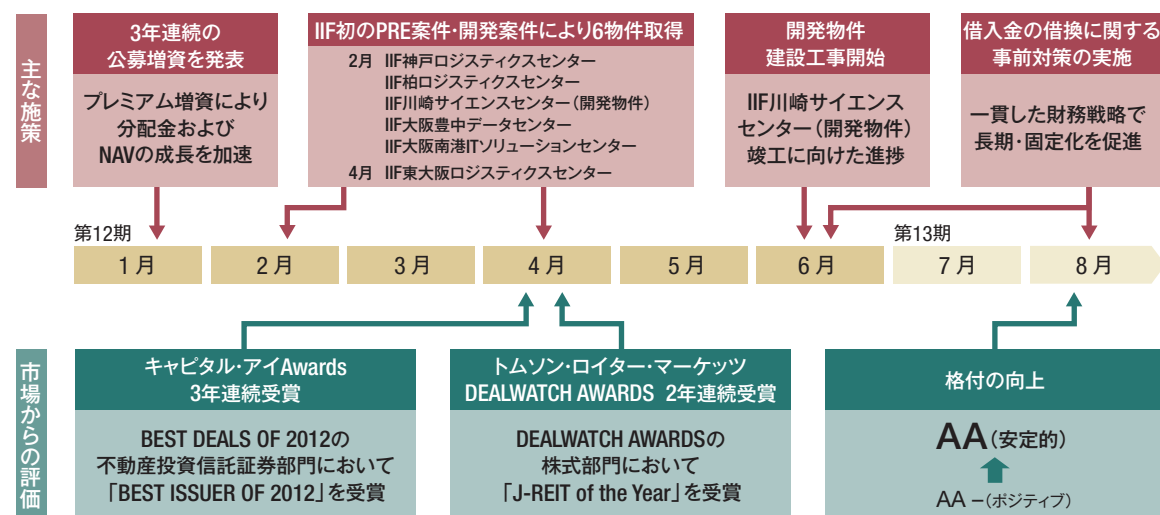 主な施策
3年連続の
公募増資を発表
プレミアム増資により
分配金および
NAVの成長を加速
IIF初のPRE案件・開発案件により6物件取得
2月 IIF神戸ロジスティクスセンター
IIF柏ロジスティクスセンター
IIF川崎サイエンスセンター（開発物件）
IIF大阪豊中データセンター
IIF大阪南港ITソリューションセンター
4月 IIF東大阪ロジスティクスセンター
開発物件
建設工事開始
IIF川崎サイエンス
センター（開発物件）
竣工に向けた進捗
借入金の借換に関する
事前対策の実施
一貫した財務戦略で
長期・固定化を促進
第12期
第13期
1月 2月 3月 4月 5月 6月 7月 8月
市場からの評価
キャピタル・アイAwards
3年連続受賞
BEST DEALS OF 2012の
不動産投資信託証券部門において
「BEST ISSUER OF 2012」を受賞
トムソン・ロイター・マーケッツ
DEALWATCH AWARDS 2年連続受賞
DEALWATCH AWARDSの
株式部門において
「J-REIT of the Year」を受賞
格付の向上
AA（安定的）
AA－（ポジティブ）